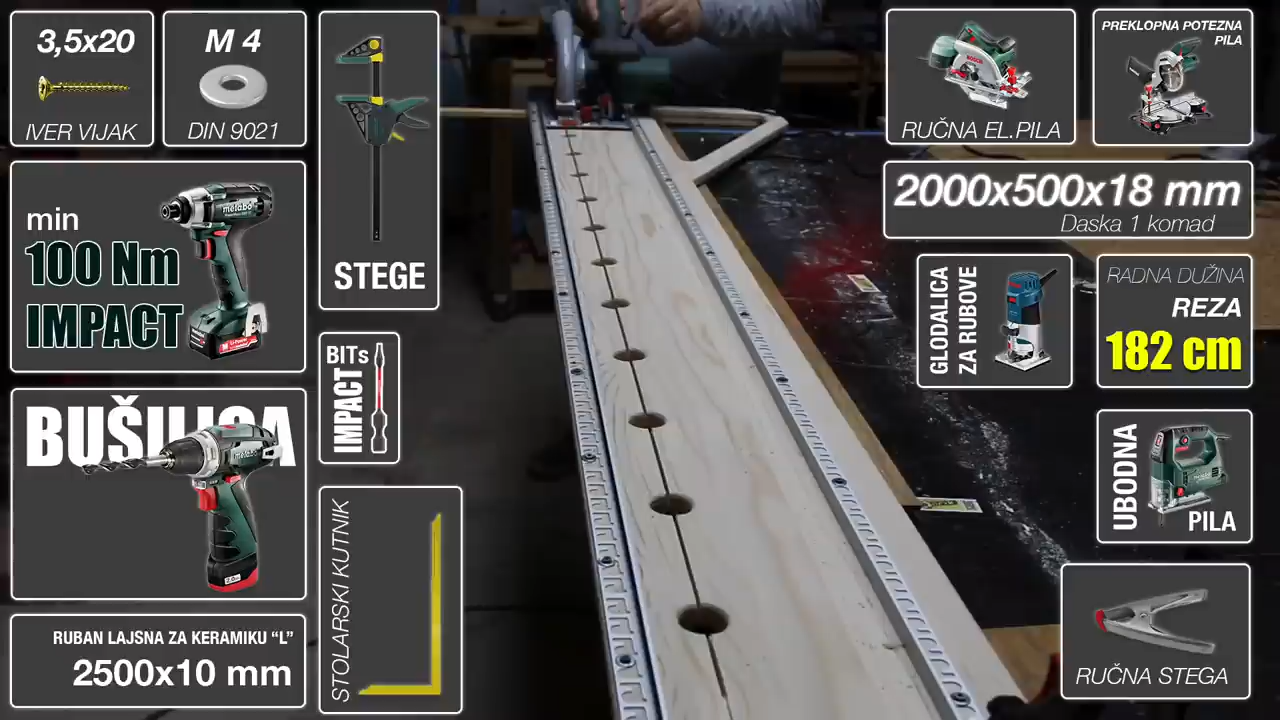 3,5x20
IVER VIJAK
M 4
DIN 9021
STEGE
min
100 Nm
IMPACT
metabo
BITs
IMPACT
BUŠILICA
metabo
STOLARSKI KUTNIK
RUBAN LAJSNA ZA KERAMIKU “L”
2500x10 mm
RUČNA EL.PILA
PREKLOPNA POTEZNA
PILA
2000x500x18 mm
Daska 1 komad
GLODALICA
ZA RUBOVE
RADNA DUŽINA
REZA
182 cm
UBODNA
PILA
RUČNA STEGA